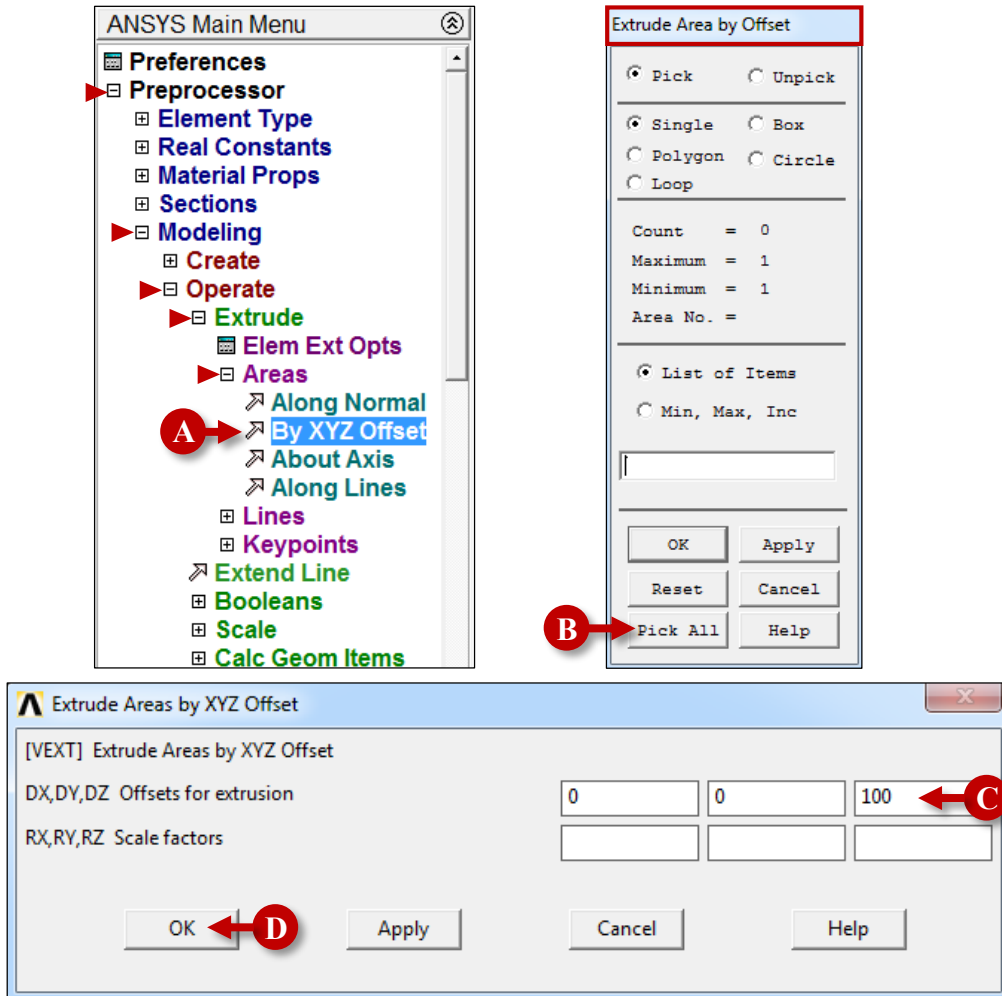 ANSYS Main Menu
Preferences
Preprocessor
Element Type
Real Constants
Material Props
Sections
Modeling
Create
Operate
Extrude
Elem Ext Opts
Areas
Along Normal
A By XYZ Offset
About Axis
Along Lines
Lines
Keypoints
Extend Line
Booleans
Scale
Calc Geom Items
Extrude Area by Offset
Pick Unpick
Single Box
Polygon Circle
Loop
Count = 0
Maximum = 1
Minimum = 1
Area No. =
List of Items
Min, Max, Inc
OK Apply
Reset Cancel
B Pick All Help
Extrude Areas by XYZ Offset
[VEXT] Extrude Areas by XYZ Offset
DX,DY,DZ Offsets for extrusion 0 0 100 C
RX,RY,RZ Scale factors
OK D Apply Cancel Help